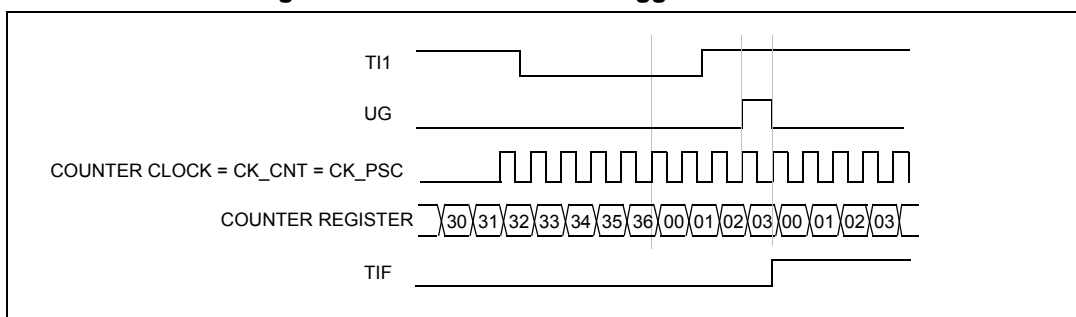 TI1
UG
COUNTER CLOCK = CK_CNT = CK_PSC
COUNTER REGISTER 30 31 32 33 34 35 36 00 01 02 03 00 01 02 03
TIF